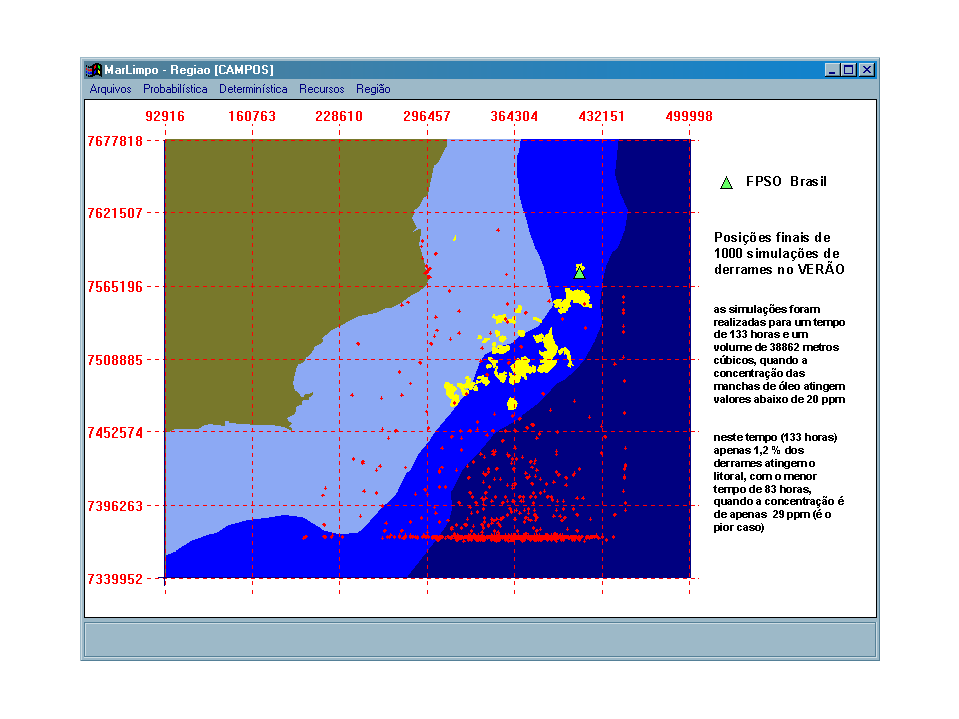 MarLimpo - Regiao [CAMPOS]
Arquivos Probabilística Determinística Recursos Região
92916 160763 228610 296457 364304 432151 499998
7677818
7621507
7565196
7508885
7452574
7396263
7339952
FPSO Brasil
Posições finais de
1000 simulações de
derrames no VERÃO
as simulações foram
realizadas para um tempo
de 133 horas e um
volume de 38862 metros
cúbicos, quando a
concentração das
manchas de óleo atingem
valores abaixo de 20 ppm
neste tempo (133 horas)
apenas 1,2 % dos
derrames atingem o
litoral, com o menor
tempo de 83 horas,
quando a concentração é
de apenas 29 ppm (é o
pior caso)